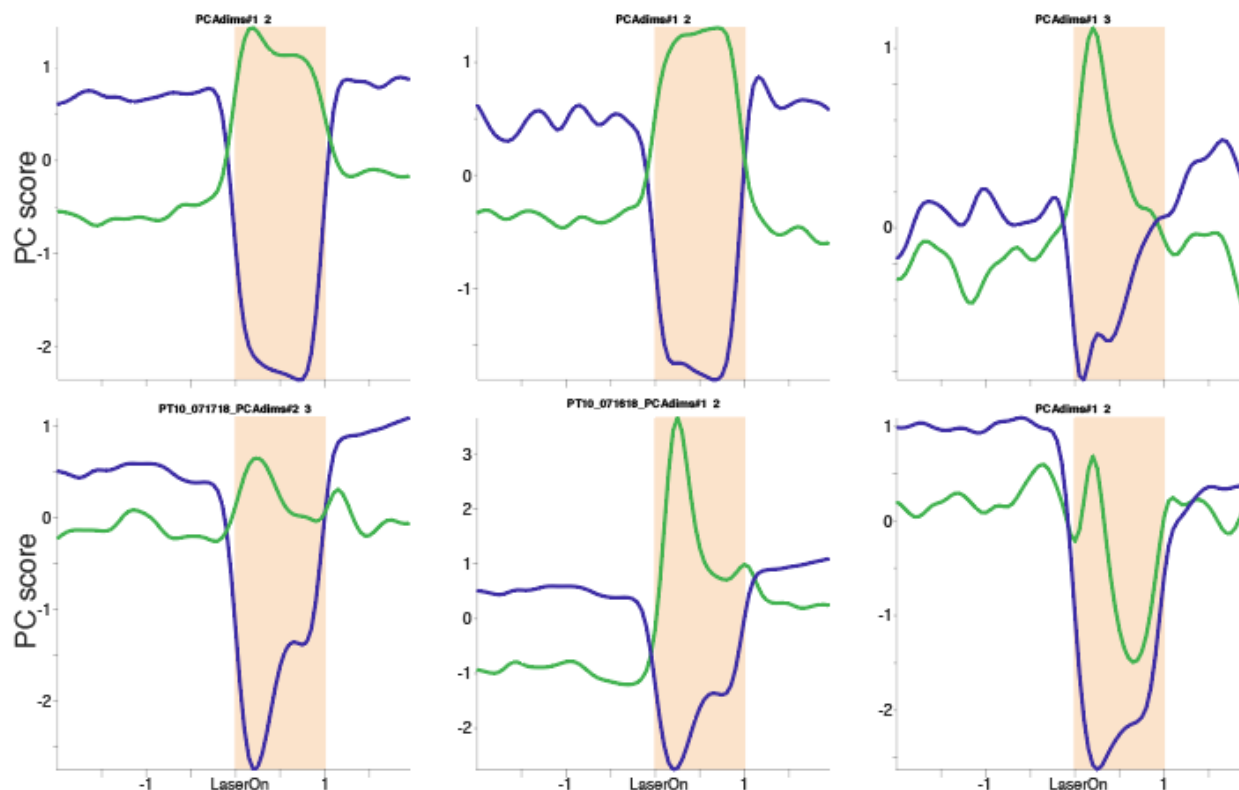 PCAdims#1 2
PCAdims#1 2
PCAdims#1 3
PC score
1
0
-1
-2
1
0
-1
1
0
PT10_071718_PCAdims#2 3
PT10_071618_PCAdims#1 2
PCAdims#1 2
PC score
1
0
-1
-2
3
2
1
0
-1
-2
1
0
-1
-2
-1 LaserOn 1
-1 LaserOn 1
-1 LaserOn 1